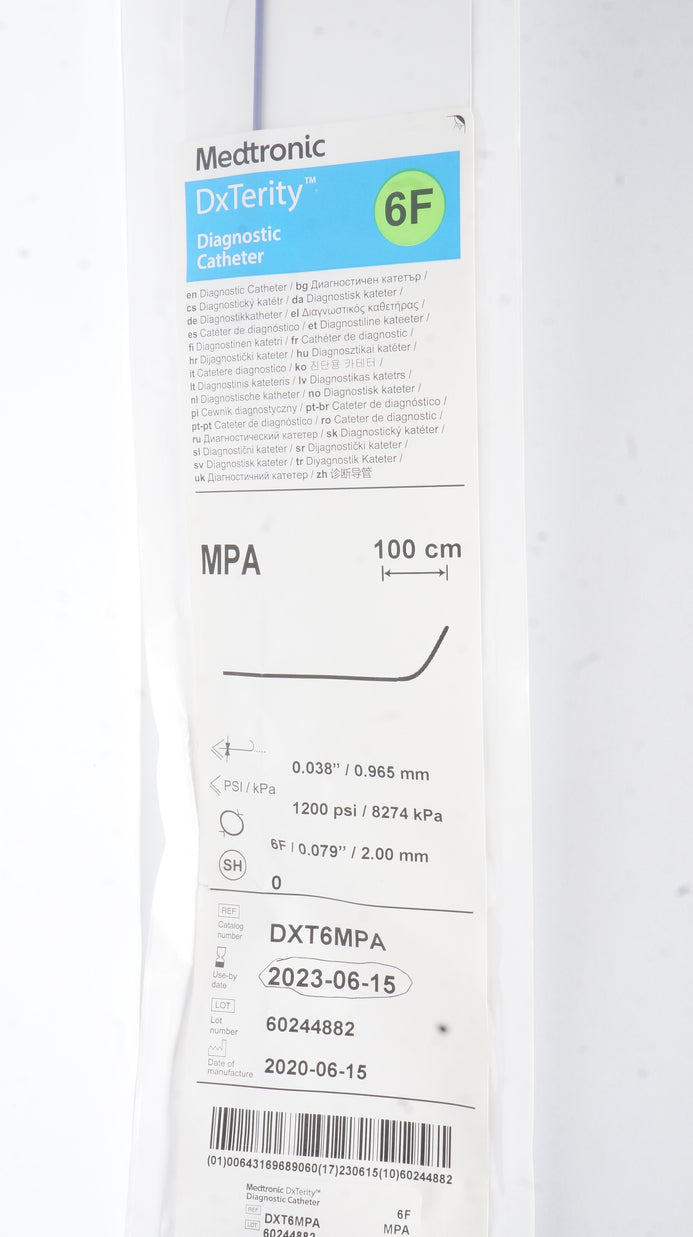 Medtronic
DxTerity™
6F
Diagnostic
Catheter
en Diagnostic Catheter / bg Диагностичен катетър /
cs Diagnostický katétr / da Diagnostisk kateter /
de Diagnostikkatheter / el Διαγνωστικός καθετήρας /
es Catéter de diagnóstico / et Diagnostiline kateeter /
fi Diagnostinen katetri / fr Cathéter de diagnostic /
hr Dijagnostički kateter / hu Diagnosztikai katéter /
it Catetere diagnostico / ko 진단용 카테터 /
lt Diagnostinis kateteris / lv Diagnostikas katetrs /
nl Diagnostische katheter / no Diagnostisk kateter /
pl Cewnik diagnostyczny / pt-br Cateter de diagnóstico /
pt-pt Cateter de diagnóstico / ro Cateter de diagnostic /
ru Диагностический катетер / sk Diagnostický katéter /
sl Diagnostični kateter / sr Dijagnostički kateter /
sv Diagnostisk kateter / tr Diyagnostik Kateter /
uk Діагностичний катетер / zh 诊断导管
MPA
100 cm
0.038” / 0.965 mm
PSI / kPa
1200 psi / 8274 kPa
6F / 0.079” / 2.00 mm
SH
0
REF
Catalog
number
DXT6MPA
Use-by
date
2023-06-15
LOT
Lot
number
60244882
Date of
manufacture
2020-06-15
(01)00643169689060(17)230615(10)60244882
Medtronic DxTerity™
Diagnostic Catheter
REF DXT6MPA
6F
LOT 60244882
MPA